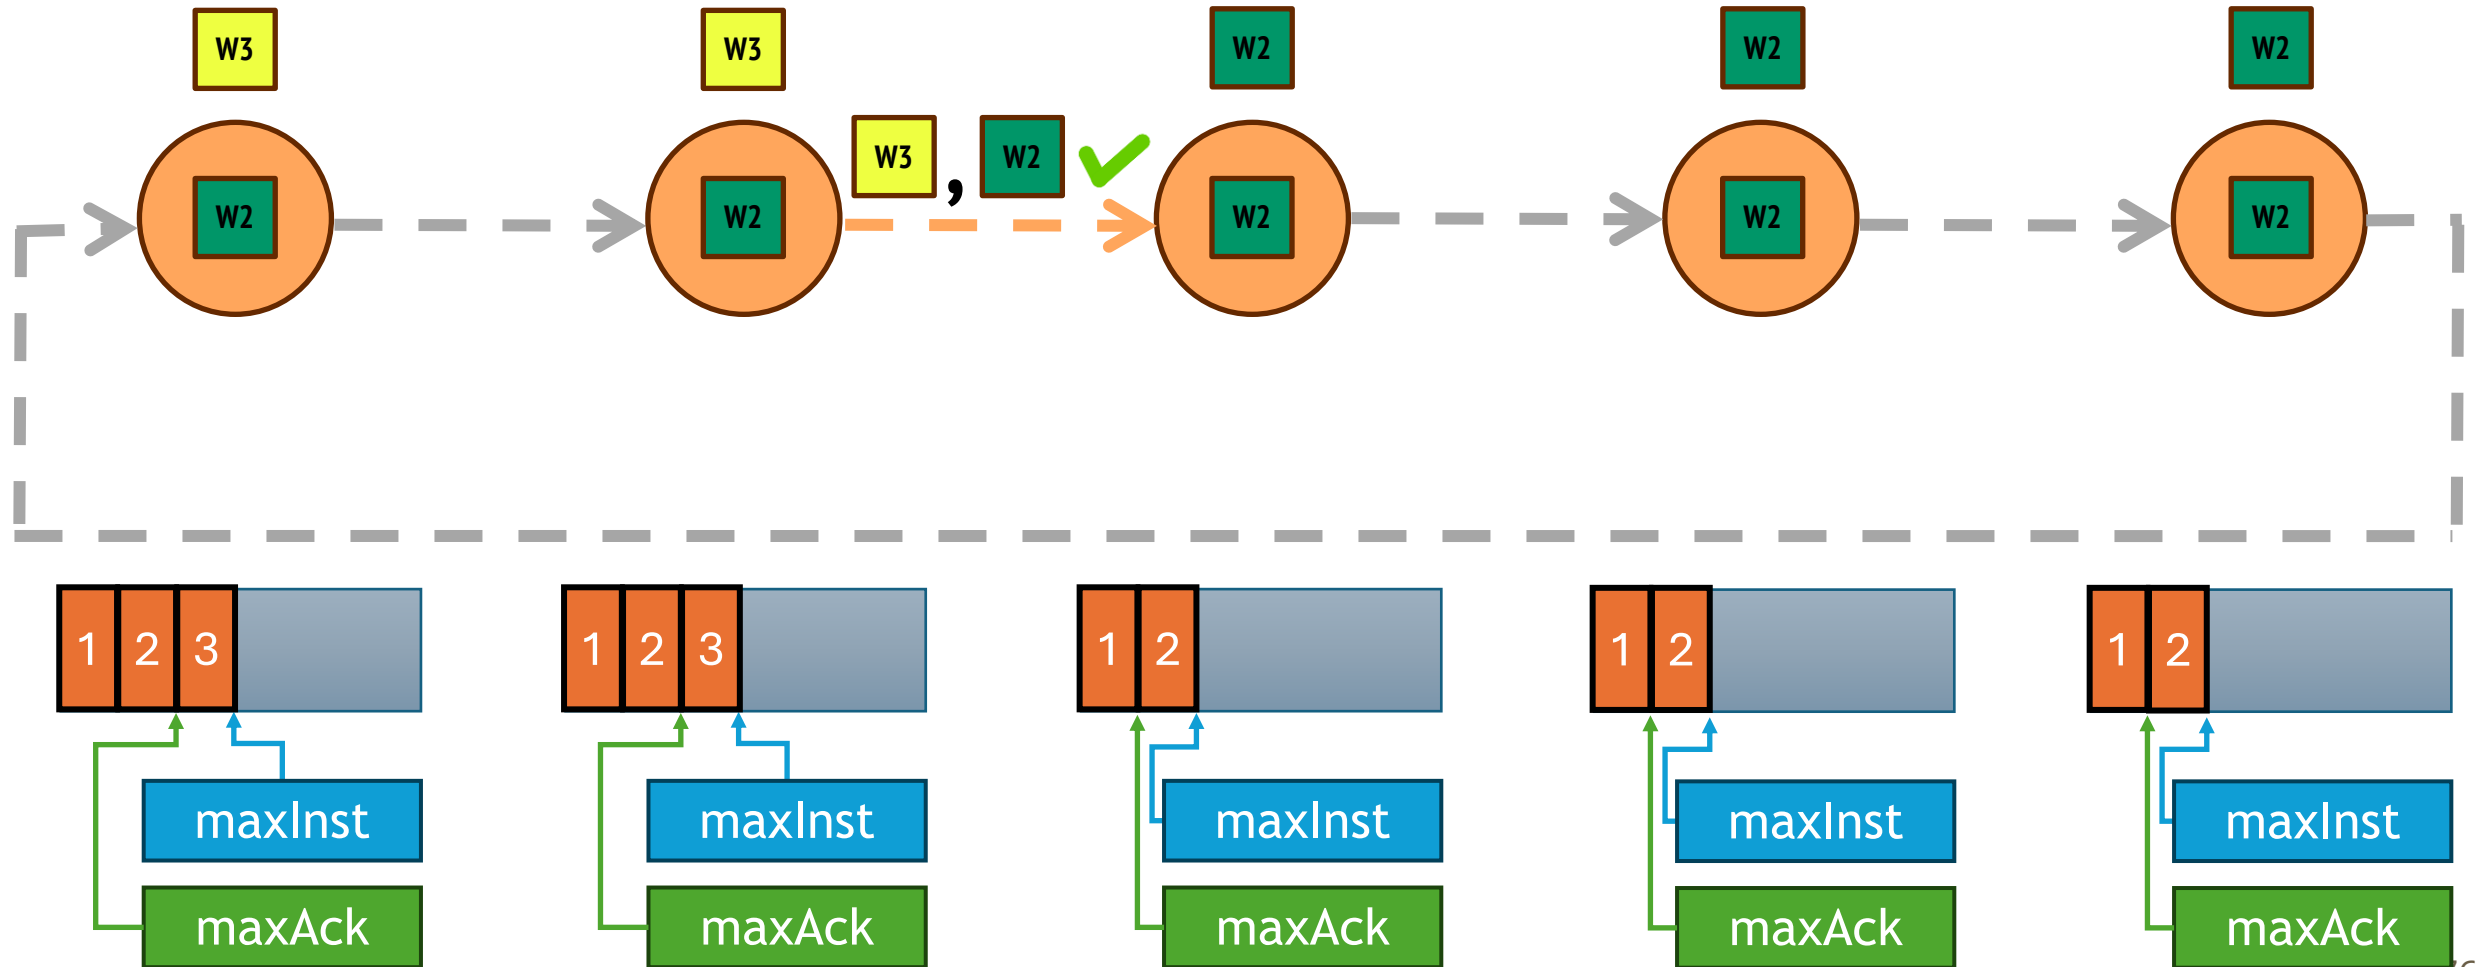 W3 W3 W2 W2 W2
W3 , W2
W2 W2 W2 W2 W2
1 2 3 1 2 3 1 2 1 2 1 2
maxInst maxInst maxInst maxInst maxInst
maxAck maxAck maxAck maxAck maxAck